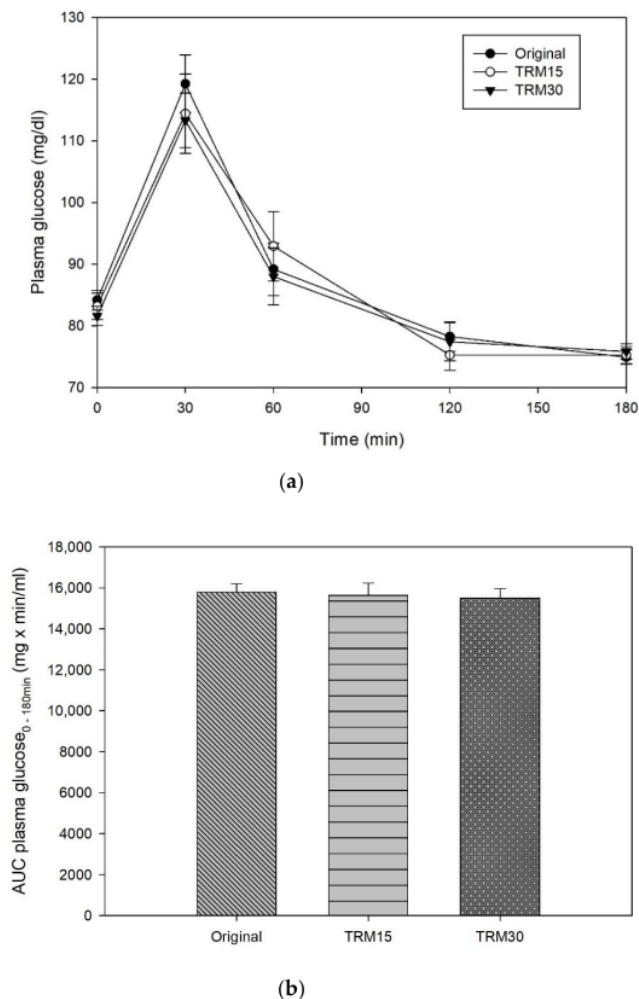 130
120
110
100
90
80
70
Plasma glucose (mg/dl)
Original
TRM15
TRM30
0 30 60 90 120 150 180
Time (min)
(a)
18,000
16,000
14,000
12,000
10,000
8000
6000
4000
2000
0
AUC plasma glucose0 - 180min (mg x min/ml)
Original TRM15 TRM30
(b)